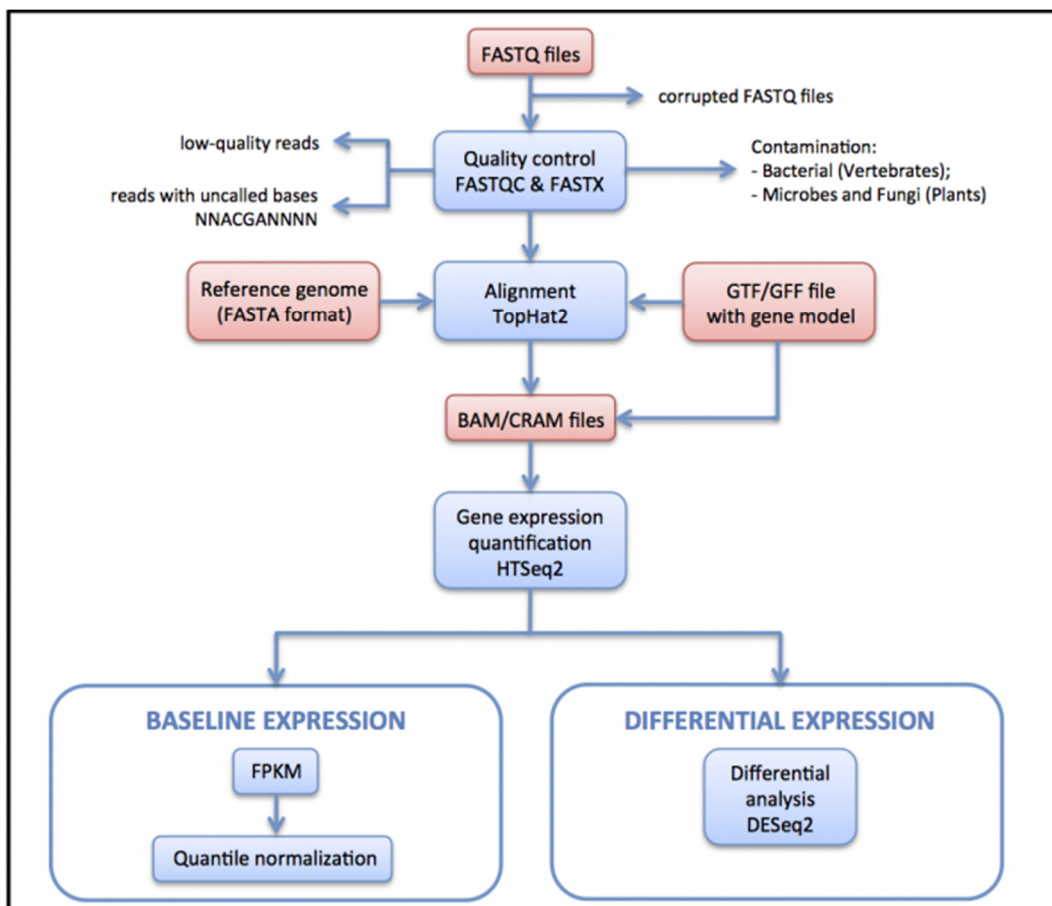 FASTQ files
corrupted FASTQ files
low-quality reads
reads with uncalled bases
NNACGANNNN
Quality control
FASTQC & FASTX
Contamination:
- Bacterial (Vertebrates);
- Microbes and Fungi (Plants)
Reference genome
(FASTA format)
Alignment
TopHat2
GTF/GFF file
with gene model
BAM/CRAM files
Gene expression
quantification
HTSeq2
BASELINE EXPRESSION
FPKM
Quantile normalization
DIFFERENTIAL EXPRESSION
Differential
analysis
DESeq2